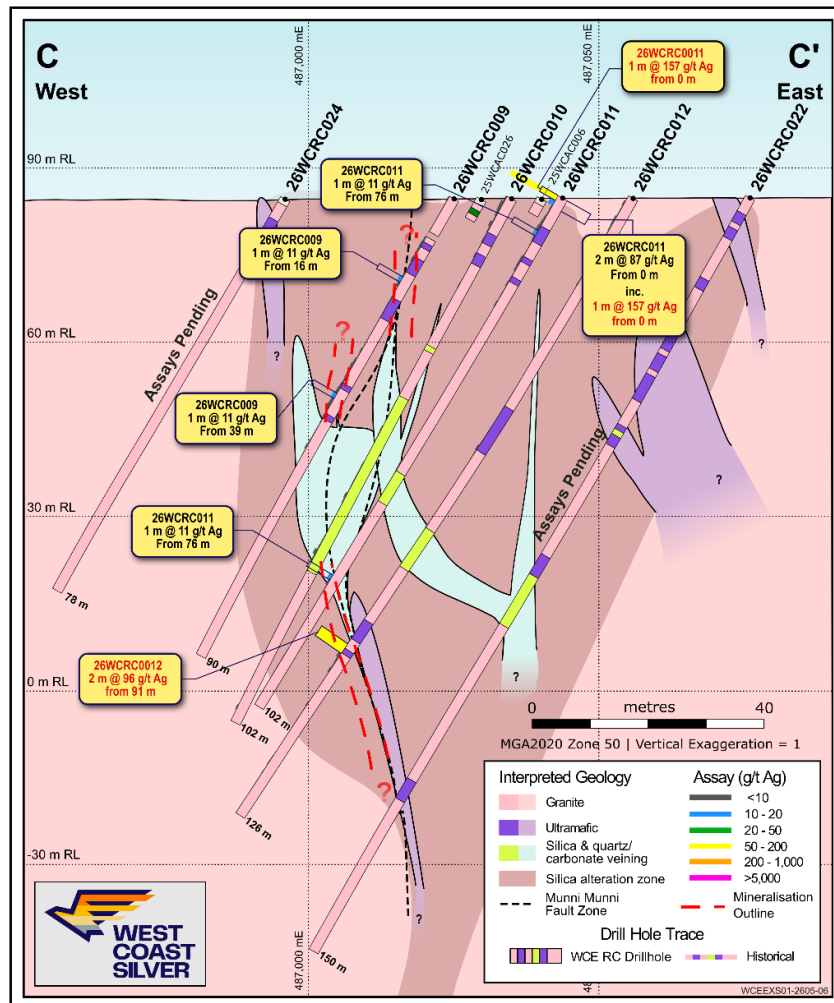 C
West
C'
East
487,000 mE
487,050 mE
26WCRC0011
1 m @ 157 g/t Ag
from 0 m
90 m RL
60 m RL
30 m RL
0 m RL
-30 m RL
26WCRC024
26WCRC009
25WCAC026
26WCRC010
25WCAC006
26WCRC011
26WCRC012
26WCRC022
26WCRC011
1 m @ 11 g/t Ag
From 76 m
26WCRC009
1 m @ 11 g/t Ag
From 16 m
26WCRC011
2 m @ 87 g/t Ag
From 0 m
inc.
1 m @ 157 g/t Ag
from 0 m
?
?
?
?
?
?
?
?
Assays Pending
Assays Pending
26WCRC009
1 m @ 11 g/t Ag
From 39 m
26WCRC011
1 m @ 11 g/t Ag
From 76 m
26WCRC0012
2 m @ 96 g/t Ag
from 91 m
78 m
90 m
102 m
102 m
126 m
150 m
metres
0
40
MGA2020 Zone 50 | Vertical Exaggeration = 1
Interpreted Geology
Granite
Ultramafic
Silica & quartz/
carbonate veining
Silica alteration zone
Munni Munni
Fault Zone
Assay (g/t Ag)
<10
10 - 20
20 - 50
50 - 200
200 - 1,000
>5,000
Mineralisation
Outline
Drill Hole Trace
WCE RC Drillhole
Historical
WEST
COAST
SILVER
487,000 mE
WCEEXS01-2605-06